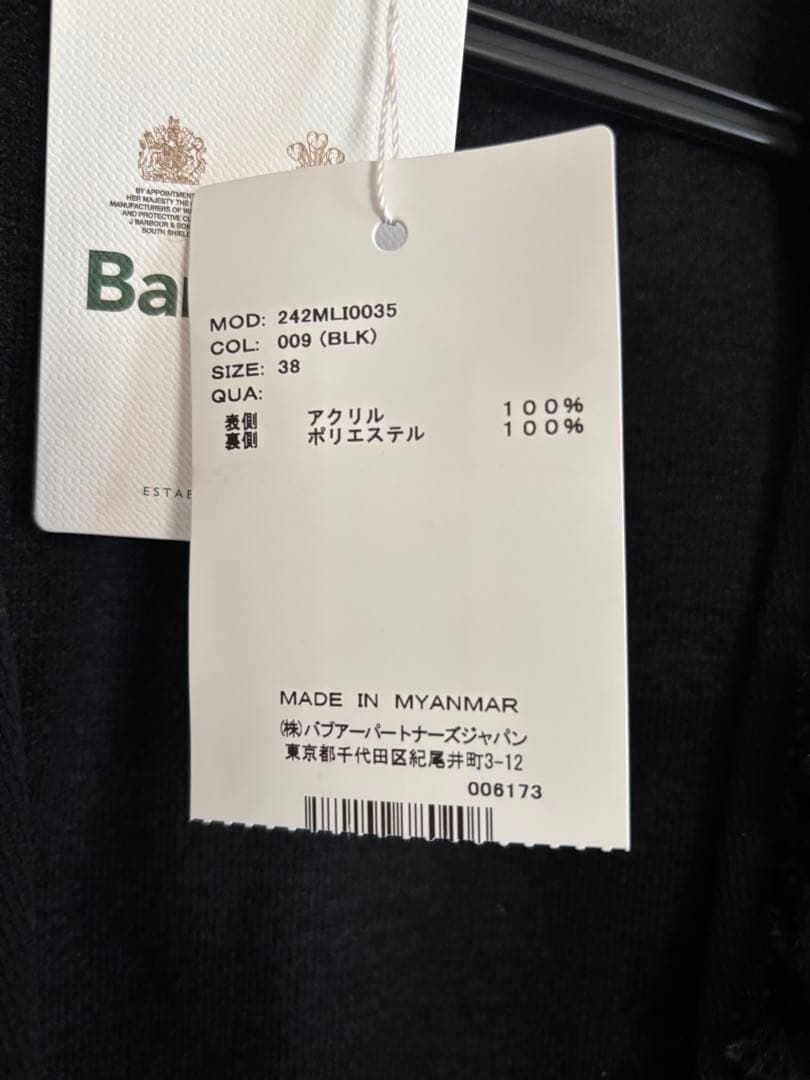 BY APPOINTMENT
HER MAJESTY THE
MANUFACTURERS OF
AND PROTECTIVE
J BARBOUR & SON
SOUTH
MOD: 242MLI0035
COL: 009 (BLK)
SIZE: 38
QUA:
表側 アクリル 100%
裏側 ポリエステル 100%
MADE IN MYANMAR
(株)バブアーパートナーズジャパン
東京都千代田区紀尾井町3-12
006173